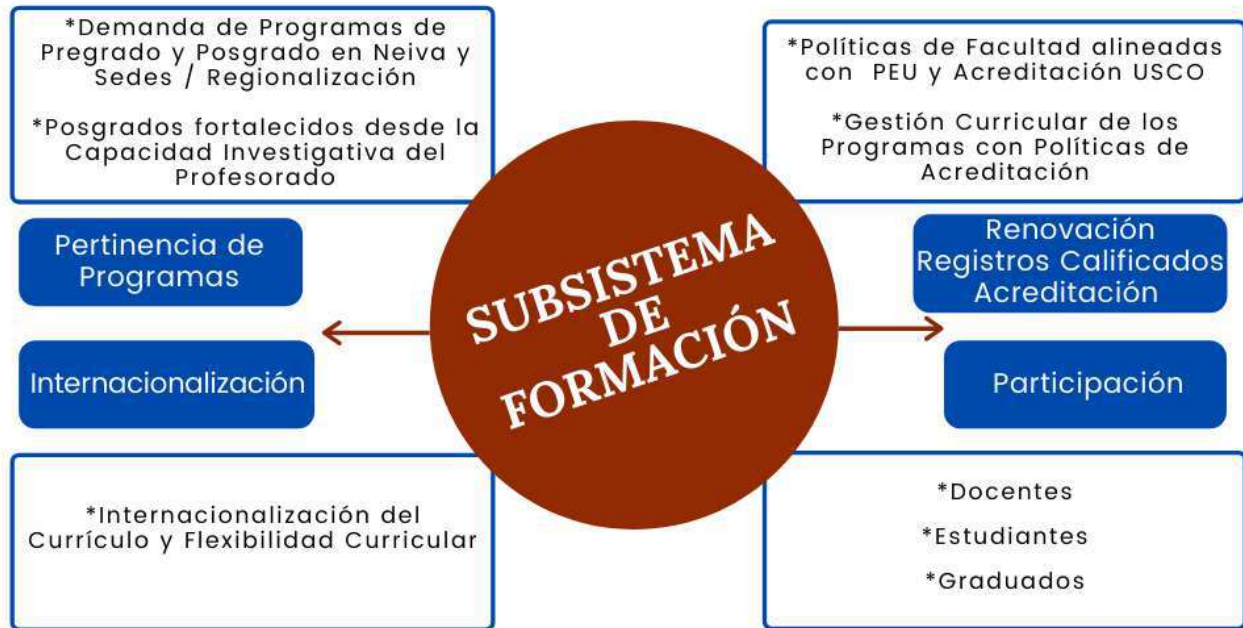 *Demanda de Programas de
Pregrado y Posgrado en Neiva y
Sedes / Regionalización
*Posgrados fortalecidos desde la
Capacidad Investigativa del
Profesorado
Pertinencia de
Programas
Internacionalización
*Internacionalización del
Currículo y Flexibilidad Curricular
SUBSISTEMA
DE
FORMACIÓN
*Políticas de Facultad alineadas
con PEU y Acreditación USCO
*Gestión Curricular de los
Programas con Políticas de
Acreditación
Renovación
Registros Calificados
Acreditación
Participación
*Docentes
*Estudiantes
*Graduados